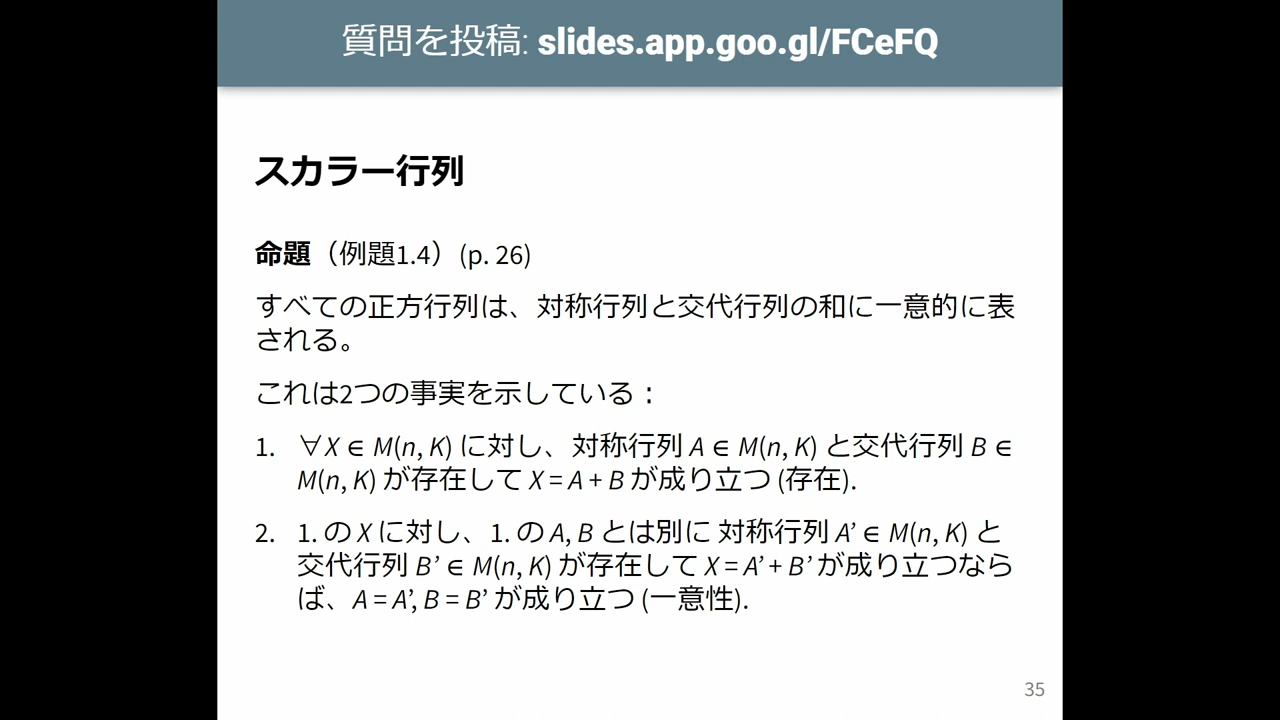 質問を投稿: slides.app.goo.gl/FCeFQ
スカラー行列
命題（例題1.4）(p. 26)
すべての正方行列は、対称行列と交代行列の和に一意的に表
される。
これは2つの事実を示している：
1. ∀X ∈ M(n, K) に対し、対称行列 A ∈ M(n, K) と交代行列 B ∈
M(n, K) が存在して X = A + B が成り立つ (存在).
2. 1. の X に対し、1. の A, B とは別に 対称行列 A’ ∈ M(n, K) と
交代行列 B’ ∈ M(n, K) が存在して X = A’ + B’ が成り立つなら
ば、A = A’, B = B’ が成り立つ (一意性).
35